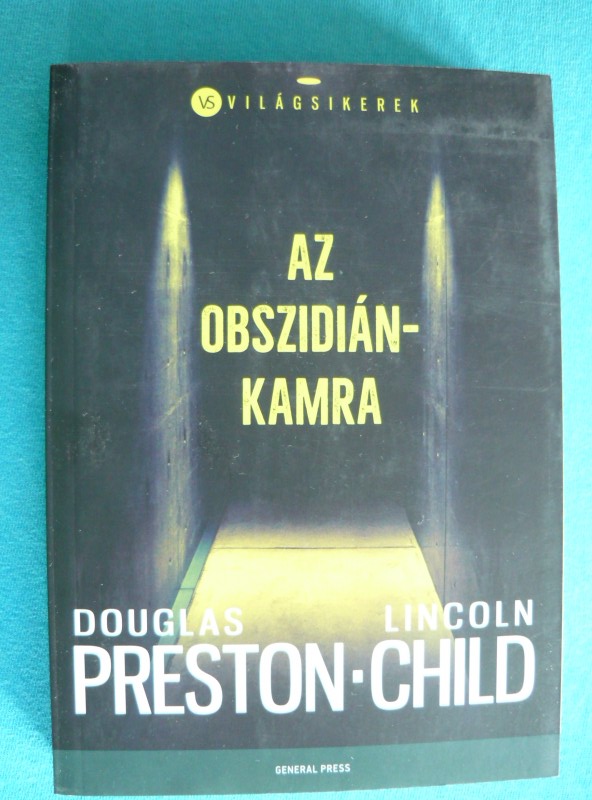 VS VILÁGSIKEREK
AZ
OBSZIDIÁN-
KAMRA
DOUGLAS LINCOLN
PRESTON·CHILD
GENERAL PRESS